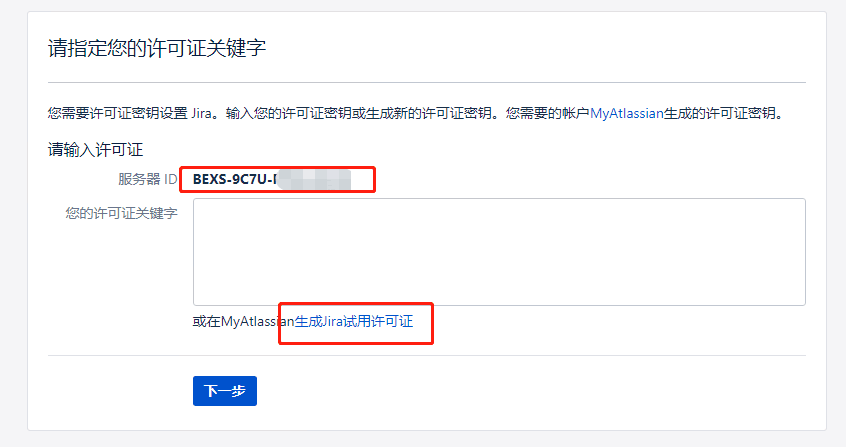 请指定您的许可证关键字
您需要许可证密钥设置 Jira。输入您的许可证密钥或生成新的许可证密钥。您需要的帐户MyAtlassian生成的许可证密钥。
请输入许可证
服务器 ID BEXS-9C7U-
您的许可证关键字
或在MyAtlassian生成Jira试用许可证
下一步